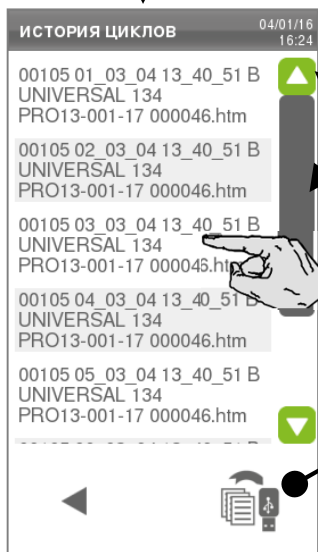 ИСТОРИЯ ЦИКЛОВ
04/01/16
16:24
00105 01_03_04 13_40_51 B
UNIVERSAL 134
PRO13-001-17 000046.htm
00105 02_03_04 13_40_51 B
UNIVERSAL 134
PRO13-001-17 000046.htm
00105 03_03_04 13_40_51 B
UNIVERSAL 134
PRO13-001-17 000046.ht
00105 04_03_04 13_40_51 B
UNIVERSAL 134
PRO13-001-17 000046.htm
00105 05_03_04 13_40_51 B
UNIVERSAL 134
PRO13-001-17 000046.htm